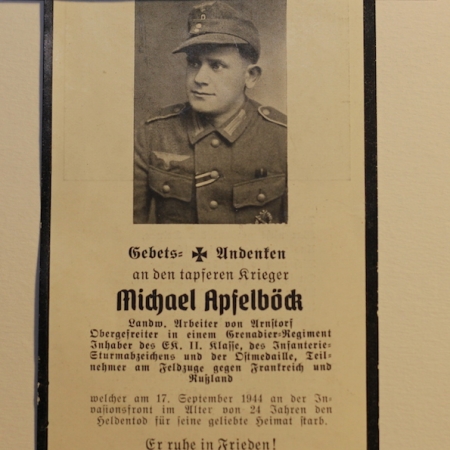 Gebets= Andenken
an den tapferen Krieger
Michael Apfelböck
Landw. Arbeiter von Arnstorf
Obergefreiter in einem Grenadier-Regiment
Inhaber des EK. II. Klasse, des Infanterie-
Sturmabzeichens und der Ostmedaille, Teil-
nehmer am Feldzuge gegen Frankreich und
Rußland
welcher am 17. September 1944 an der In-
vasionsfront im Alter von 24 Jahren den
Heldentod für seine geliebte Heimat starb.
Er ruhe in Frieden!